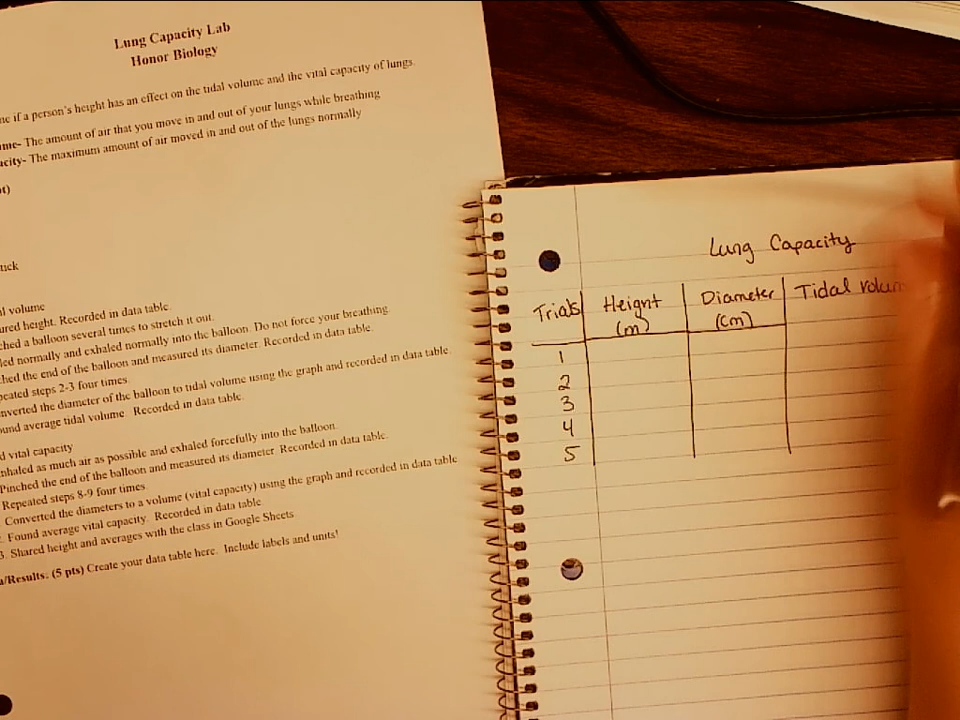 Lung Capacity Lab
Honor Biology
if a person's height has an effect on the tidal volume and the vital capacity of lungs.
The amount of air that you move in and out of your lungs while breathing
The maximum amount of air moved in and out of the lungs normally
volume
height. Recorded in data table.
a balloon several times to stretch it out.
normally and exhaled normally into the balloon. Do not force your breathing.
the end of the balloon and measured its diameter. Recorded in data table.
steps 2-3 four times.
the diameter of the balloon to tidal volume using the graph and recorded in data table.
average tidal volume. Recorded in data table.
vital capacity
as much air as possible and exhaled forcefully into the balloon.
Pinched the end of the balloon and measured its diameter. Recorded in data table.
Repeated steps 8-9 four times.
Converted the diameters to a volume (vital capacity) using the graph and recorded in data table
Found average vital capacity. Recorded in data table
Shared height and averages with the class in Google Sheets
(5 pts) Create your data table here. Include labels and units!
Lung Capacity
Trials Height (m) Diameter (cm) Tidal
1
2
3
4
5